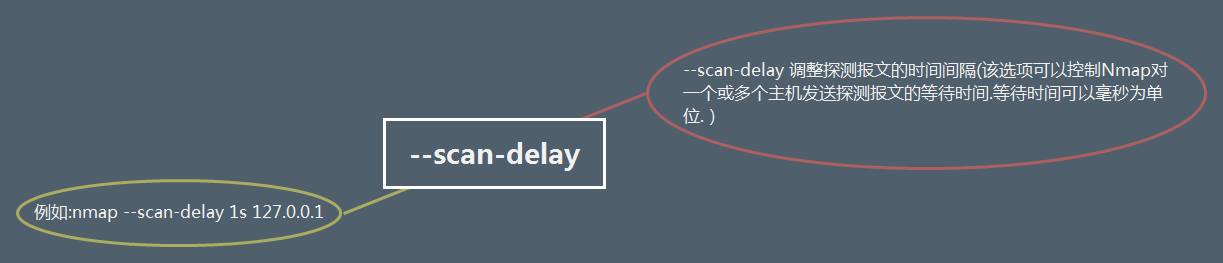 --scan-delay 调整探测报文的时间间隔(该选项可以控制Nmap对
一个或多个主机发送探测报文的等待时间.等待时间可以毫秒为单
位. )
--scan-delay
例如:nmap --scan-delay 1s 127.0.0.1